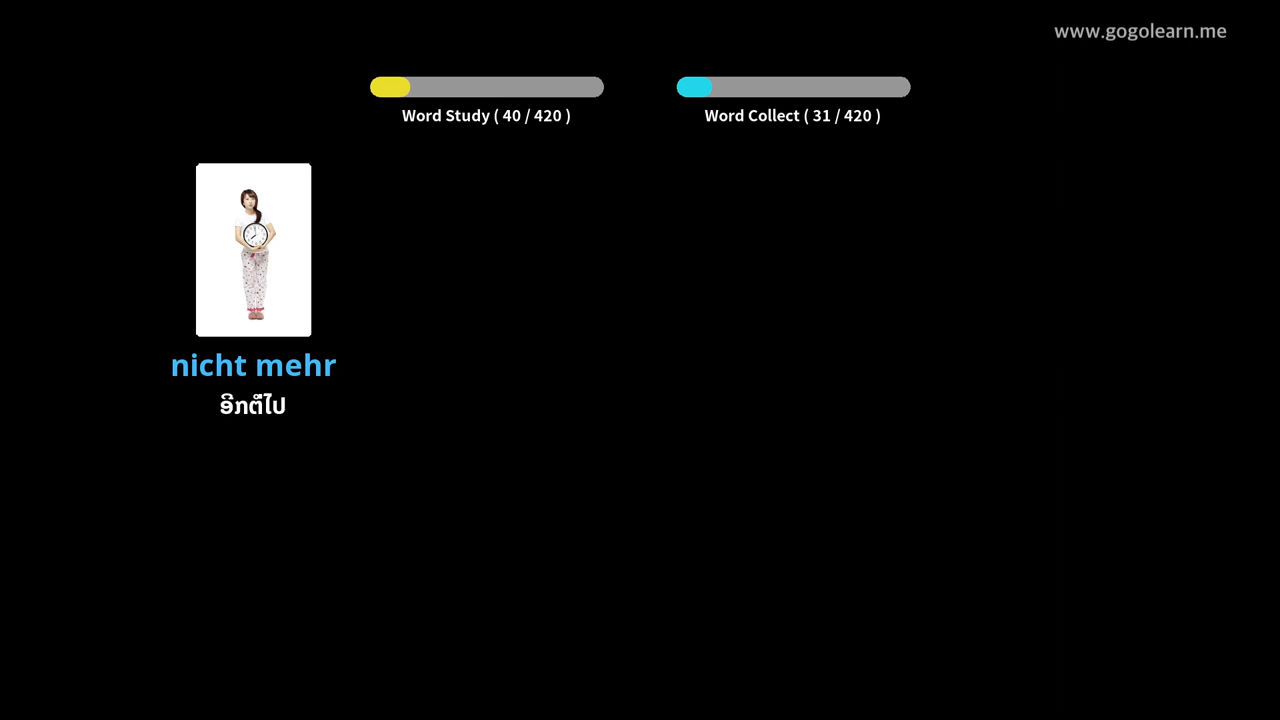 www.gogolearn.me
Word Study ( 40 / 420 )
Word Collect ( 31 / 420 )
nicht mehr
ອີກຕໍ່ໄປ